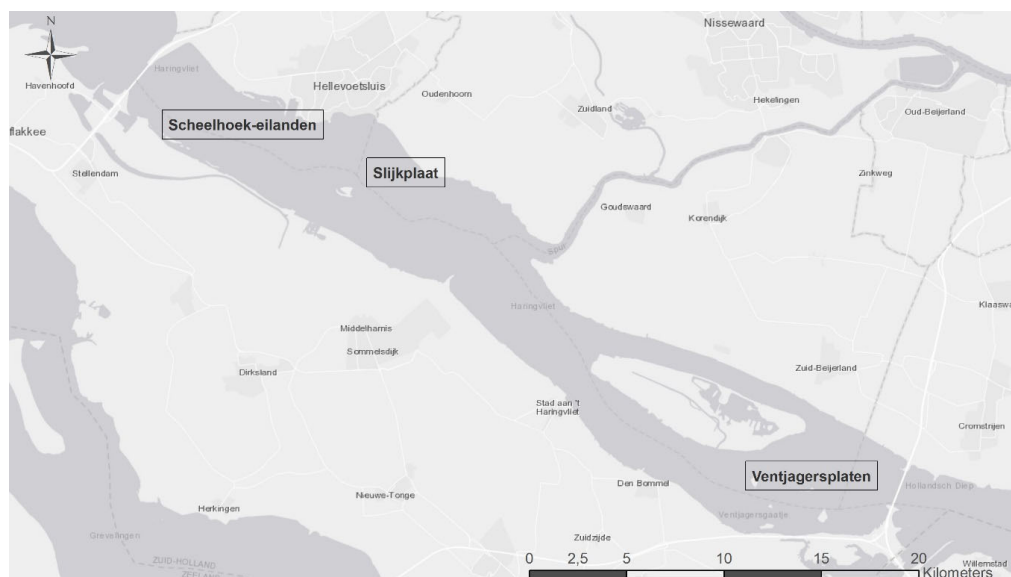 N
Nissewaard
Haringvliet
Havenhoofd
Hellevoetsluis
Oudenhoorn
Zuidland
Hekelingen
Oud-Beijerland
Scheelhoek-eilanden
flakkee
Stellendam
Slijkplaat
Zinkweg
Goudswaard
Korendijk
Spui
Haringvliet
Klaaswa
Middelharnis
Sommelsdijk
Dirksland
Zuid-Beijerland
Stad aan 't
Haringvliet
Cromstrijen
Ventjagersplaten
Den Bommel
Hollandsch Diep
Nieuwe-Tonge
Herkingen
Ventjagersgaatje
Grevelingen
Zuidzijde
ZUID-HOLLAND
ZEELAND
0 2,5 5 10 15 20
Kilometers
Willemstad